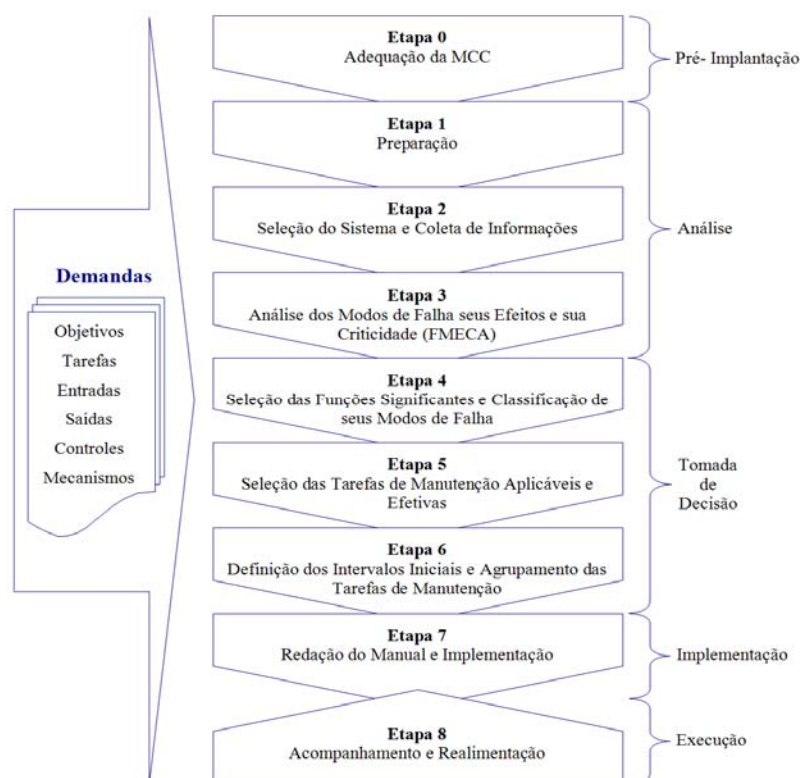 Demandas
Objetivos
Tarefas
Entradas
Saídas
Controles
Mecanismos
Etapa 0
Adequação da MCC
Etapa 1
Preparação
Etapa 2
Seleção do Sistema e Coleta de Informações
Etapa 3
Análise dos Modos de Falha seus Efeitos e sua
Criticidade (FMECA)
Etapa 4
Seleção das Funções Significantes e Classificação de
seus Modos de Falha
Etapa 5
Seleção das Tarefas de Manutenção Aplicáveis e
Efetivas
Etapa 6
Definição dos Intervalos Iniciais e Agrupamento das
Tarefas de Manutenção
Etapa 7
Redação do Manual e Implementação
Etapa 8
Acompanhamento e Realimentação
Pré- Implantação
Análise
Tomada
de
Decisão
Implementação
Execução